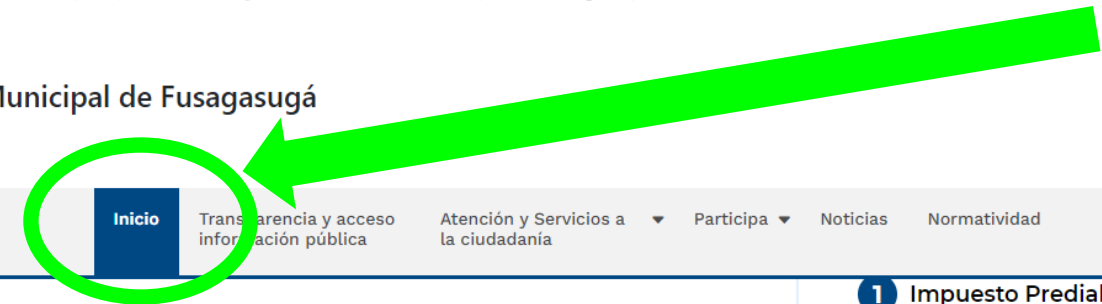 Municipal de Fusagasugá
Inicio
Transparencia y acceso
información pública
Atención y Servicios a
la ciudadanía
Participa
Noticias
Normatividad
1 Impuesto Predial